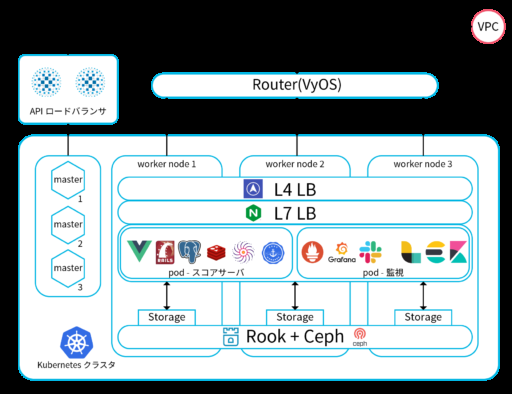 VPC
Router(VyOS)
API ロードバランサ
worker node 1
worker node 2
worker node 3
master
1
master
2
master
3
L4 LB
L7 LB
RAILS
Grafana
pod - スコアサーバ
pod - 監視
Storage
Storage
Storage
Rook + Ceph
ceph
Kubernetes クラスタ